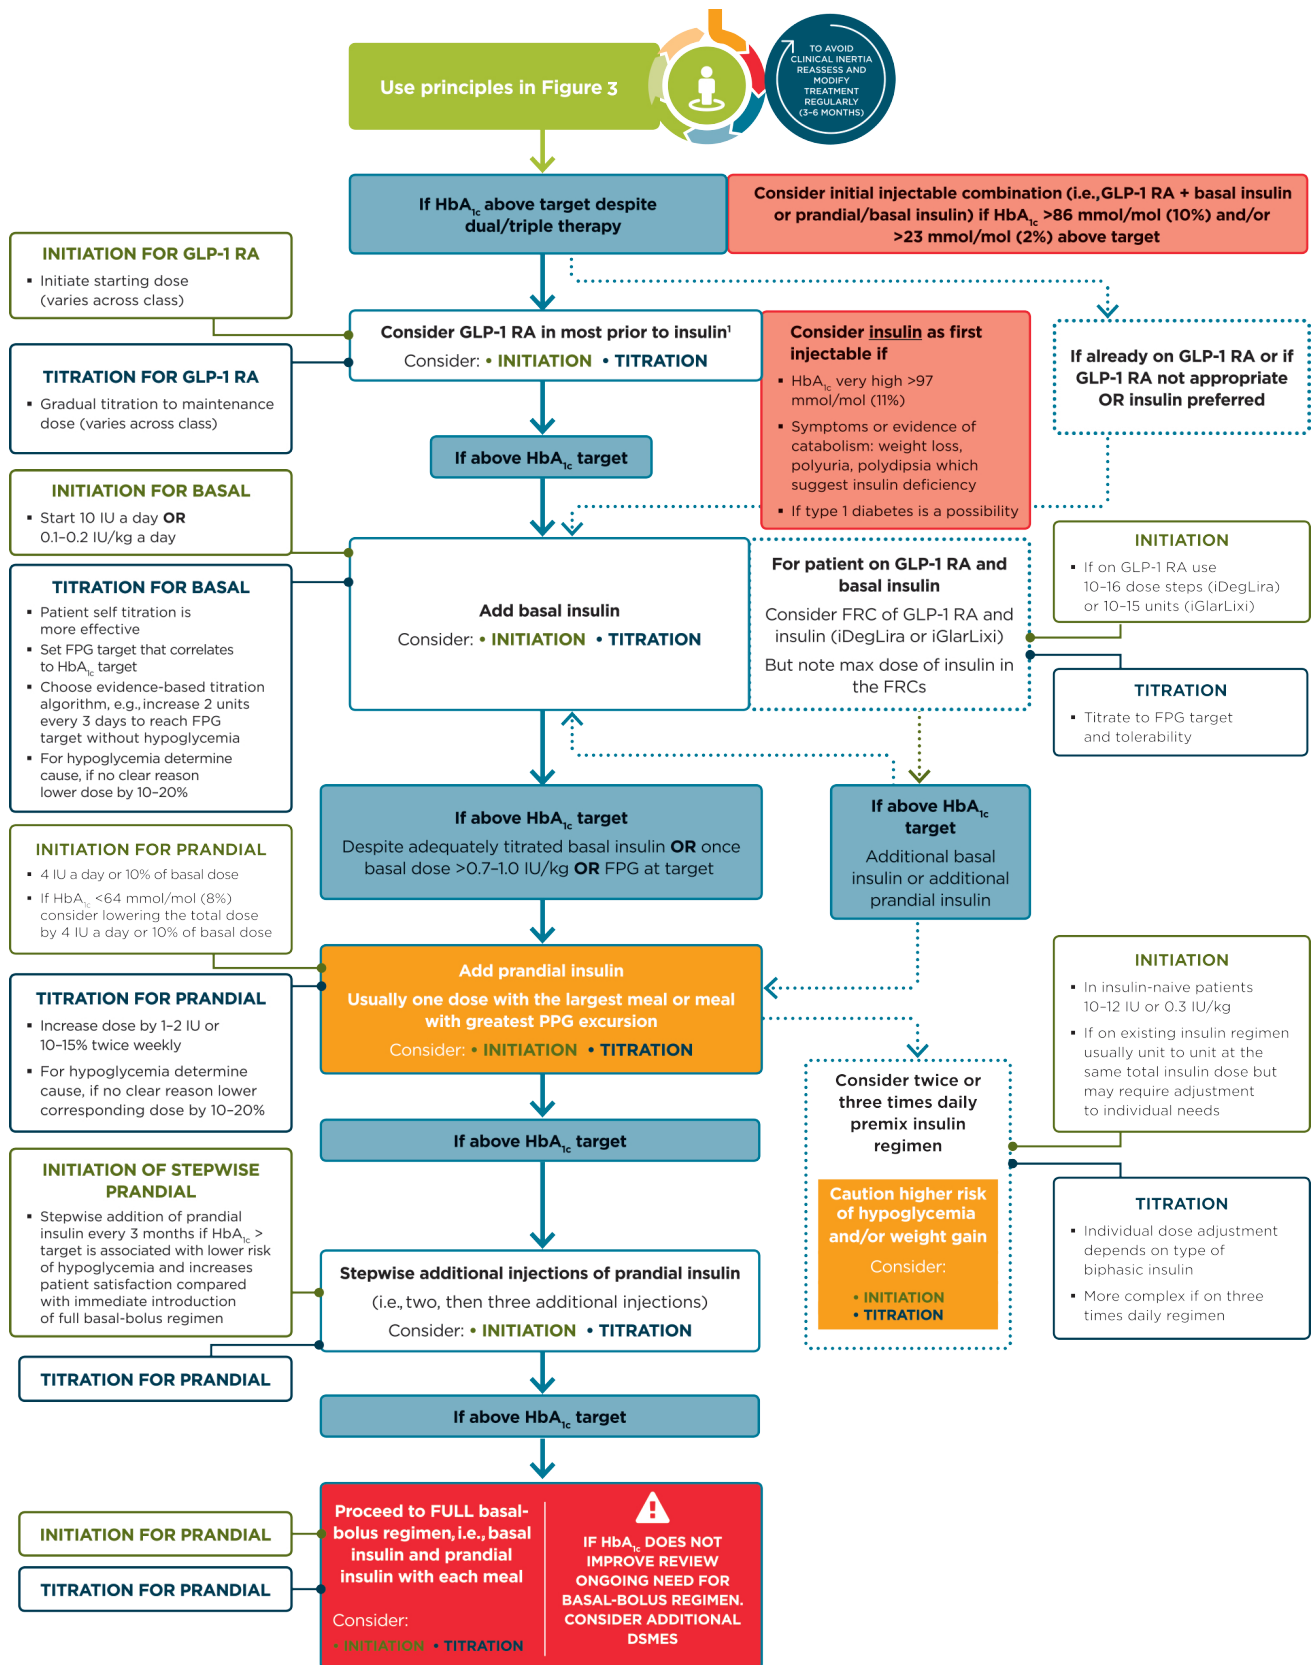 Use principles in Figure 3
TO AVOID
CLINICAL INERTIA
REASSESS AND
MODIFY
TREATMENT
REGULARLY
(3–6 MONTHS)
If HbA1c above target despite
dual/triple therapy
Consider initial injectable combination (i.e., GLP-1 RA + basal insulin
or prandial/basal insulin) if HbA1c >86 mmol/mol (10%) and/or
>23 mmol/mol (2%) above target
INITIATION FOR GLP-1 RA
▪ Initiate starting dose
(varies across class)
TITRATION FOR GLP-1 RA
▪ Gradual titration to maintenance
dose (varies across class)
Consider GLP-1 RA in most prior to insulin1
Consider: • INITIATION • TITRATION
Consider insulin as first
injectable if
▪ HbA1c very high >97
mmol/mol (11%)
▪ Symptoms or evidence of
catabolism: weight loss,
polyuria, polydipsia which
suggest insulin deficiency
▪ If type 1 diabetes is a possibility
If already on GLP-1 RA or if
GLP-1 RA not appropriate
OR insulin preferred
If above HbA1c target
INITIATION FOR BASAL
▪ Start 10 IU a day OR
0.1–0.2 IU/kg a day
TITRATION FOR BASAL
▪ Patient self titration is
more effective
▪ Set FPG target that correlates
to HbA1c target
▪ Choose evidence-based titration
algorithm, e.g., increase 2 units
every 3 days to reach FPG
target without hypoglycemia
▪ For hypoglycemia determine
cause, if no clear reason
lower dose by 10–20%
Add basal insulin
Consider: • INITIATION • TITRATION
For patient on GLP-1 RA and
basal insulin
Consider FRC of GLP-1 RA and
insulin (iDegLira or iGlarLixi)
But note max dose of insulin in
the FRCs
INITIATION
▪ If on GLP-1 RA use
10–16 dose steps (iDegLira)
or 10–15 units (iGlarLixi)
TITRATION
▪ Titrate to FPG target
and tolerability
If above HbA1c target
Despite adequately titrated basal insulin OR once
basal dose >0.7–1.0 IU/kg OR FPG at target
If above HbA1c
target
Additional basal
insulin or additional
prandial insulin
INITIATION FOR PRANDIAL
▪ 4 IU a day or 10% of basal dose
▪ If HbA1c <64 mmol/mol (8%)
consider lowering the total dose
by 4 IU a day or 10% of basal dose
TITRATION FOR PRANDIAL
▪ Increase dose by 1–2 IU or
10–15% twice weekly
▪ For hypoglycemia determine
cause, if no clear reason lower
corresponding dose by 10–20%
Add prandial insulin
Usually one dose with the largest meal or meal
with greatest PPG excursion
Consider: • INITIATION • TITRATION
INITIATION
▪ In insulin-naive patients
10–12 IU or 0.3 IU/kg
▪ If on existing insulin regimen
usually unit to unit at the
same total insulin dose but
may require adjustment
to individual needs
Consider twice or
three times daily
premix insulin
regimen
Caution higher risk
of hypoglycemia
and/or weight gain
Consider:
• INITIATION
• TITRATION
TITRATION
▪ Individual dose adjustment
depends on type of
biphasic insulin
▪ More complex if on three
times daily regimen
If above HbA1c target
INITIATION OF STEPWISE
PRANDIAL
▪ Stepwise addition of prandial
insulin every 3 months if HbA1c >
target is associated with lower risk
of hypoglycemia and increases
patient satisfaction compared
with immediate introduction
of full basal-bolus regimen
TITRATION FOR PRANDIAL
Stepwise additional injections of prandial insulin
(i.e., two, then three additional injections)
Consider: • INITIATION • TITRATION
If above HbA1c target
INITIATION FOR PRANDIAL
TITRATION FOR PRANDIAL
Proceed to FULL basal-
bolus regimen, i.e., basal
insulin and prandial
insulin with each meal
Consider:
• INITIATION • TITRATION
IF HbA1c DOES NOT
IMPROVE REVIEW
ONGOING NEED FOR
BASAL-BOLUS REGIMEN.
CONSIDER ADDITIONAL
DSMES